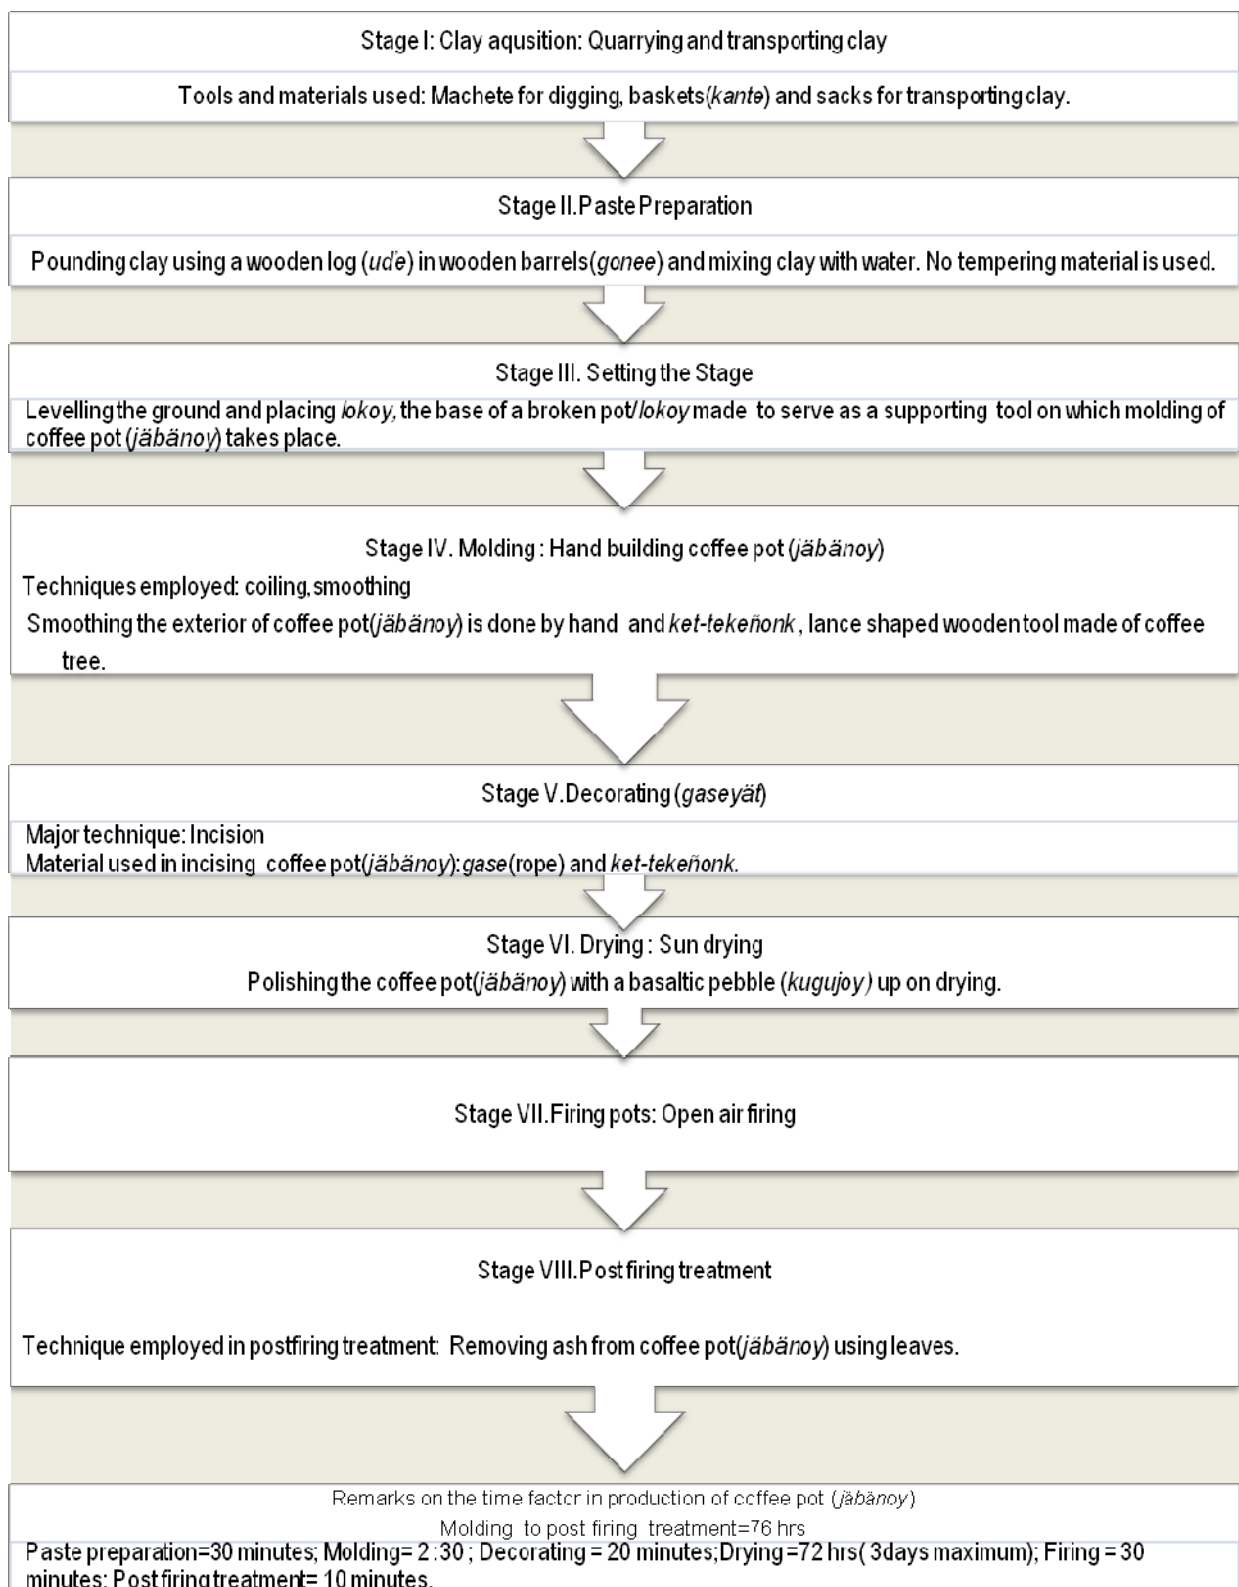 Stage I: Clay aqusition: Quarrying and transporting clay
Tools and materials used: Machete for digging, baskets(kante) and sacks for transporting clay.
Stage II.Paste Preparation
Pounding clay using a wooden log (ude) in wooden barrels(gonee) and mixing clay with water. No tempering material is used.
Stage III. Setting the Stage
Levelling the ground and placing lokoy, the base of a broken pot/lokoy made to serve as a supporting tool on which molding of
coffee pot (jäbänoy) takes place.
Stage IV. Molding : Hand building coffee pot (jäbänoy)
Techniques employed: coiling, smoothing
Smoothing the exterior of coffee pot(jäbänoy) is done by hand and ket-tekeñonk, lance shaped wooden tool made of coffee
tree.
Stage V.Decorating (gaseyät)
Major technique: Incision
Material used in incising coffee pot(jäbänoy):gase(rope) and ket-tekeñonk.
Stage VI. Drying : Sun drying
Polishing the coffee pot(jäbänoy) with a basaltic pebble (kugujoy) up on drying.
Stage VII.Firing pots: Open air firing
Stage VIII.Post firing treatment
Technique employed in postfiring treatment: Removing ash from coffee pot(jäbänoy) using leaves.
Remarks on the time factor in production of coffee pot (jäbänoy)
Molding to post firing treatment=76 hrs
Paste preparation=30 minutes; Molding= 2:30 ; Decorating = 20 minutes;Drying =72 hrs( 3days maximum); Firing = 30
minutes; Post firing treatment= 10 minutes.